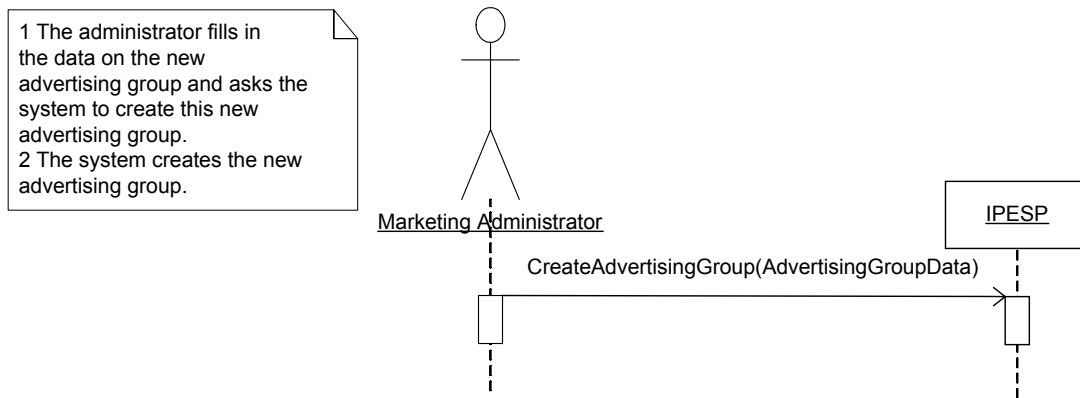 1 The administrator fills in
the data on the new
advertising group and asks the
system to create this new
advertising group.
2 The system creates the new
advertising group.
Marketing Administrator
IPESP
CreateAdvertisingGroup(AdvertisingGroupData)